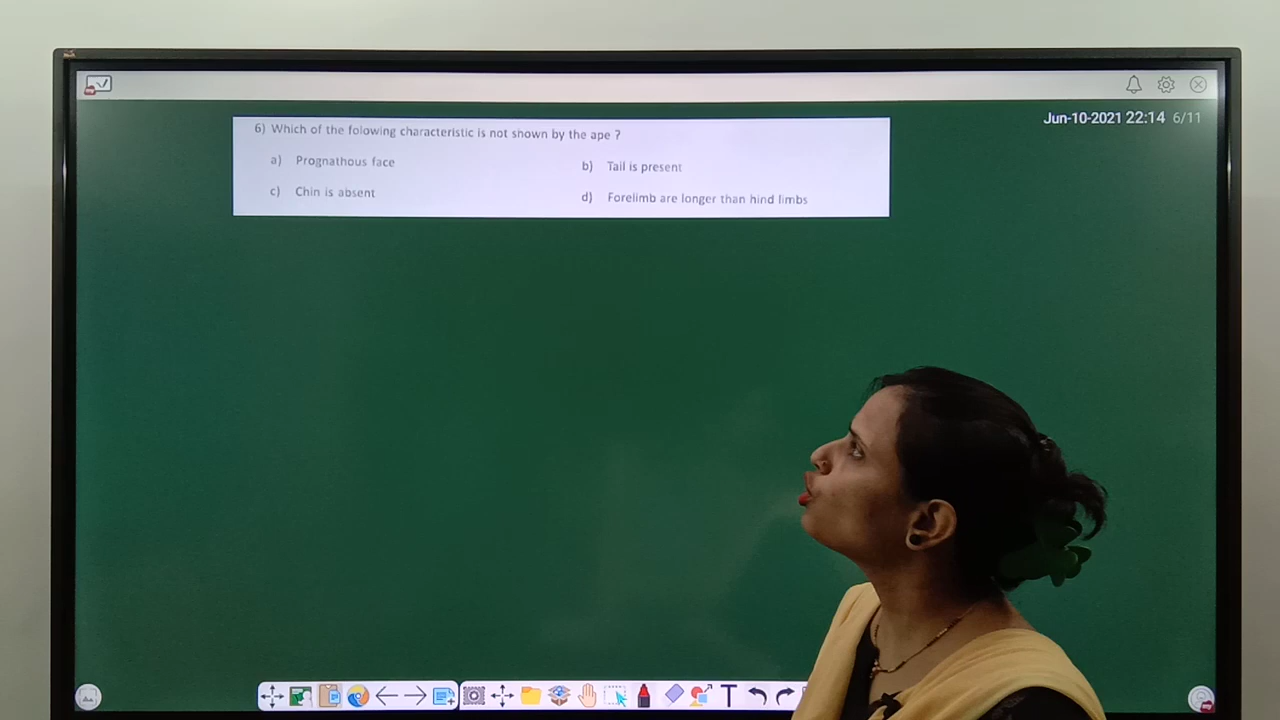 Jun-10-2021 22:14 6/11
6) Which of the folowing characteristic is not shown by the ape ?
a) Prognathous face
b) Tail is present
c) Chin is absent
d) Forelimb are longer than hind limbs
T